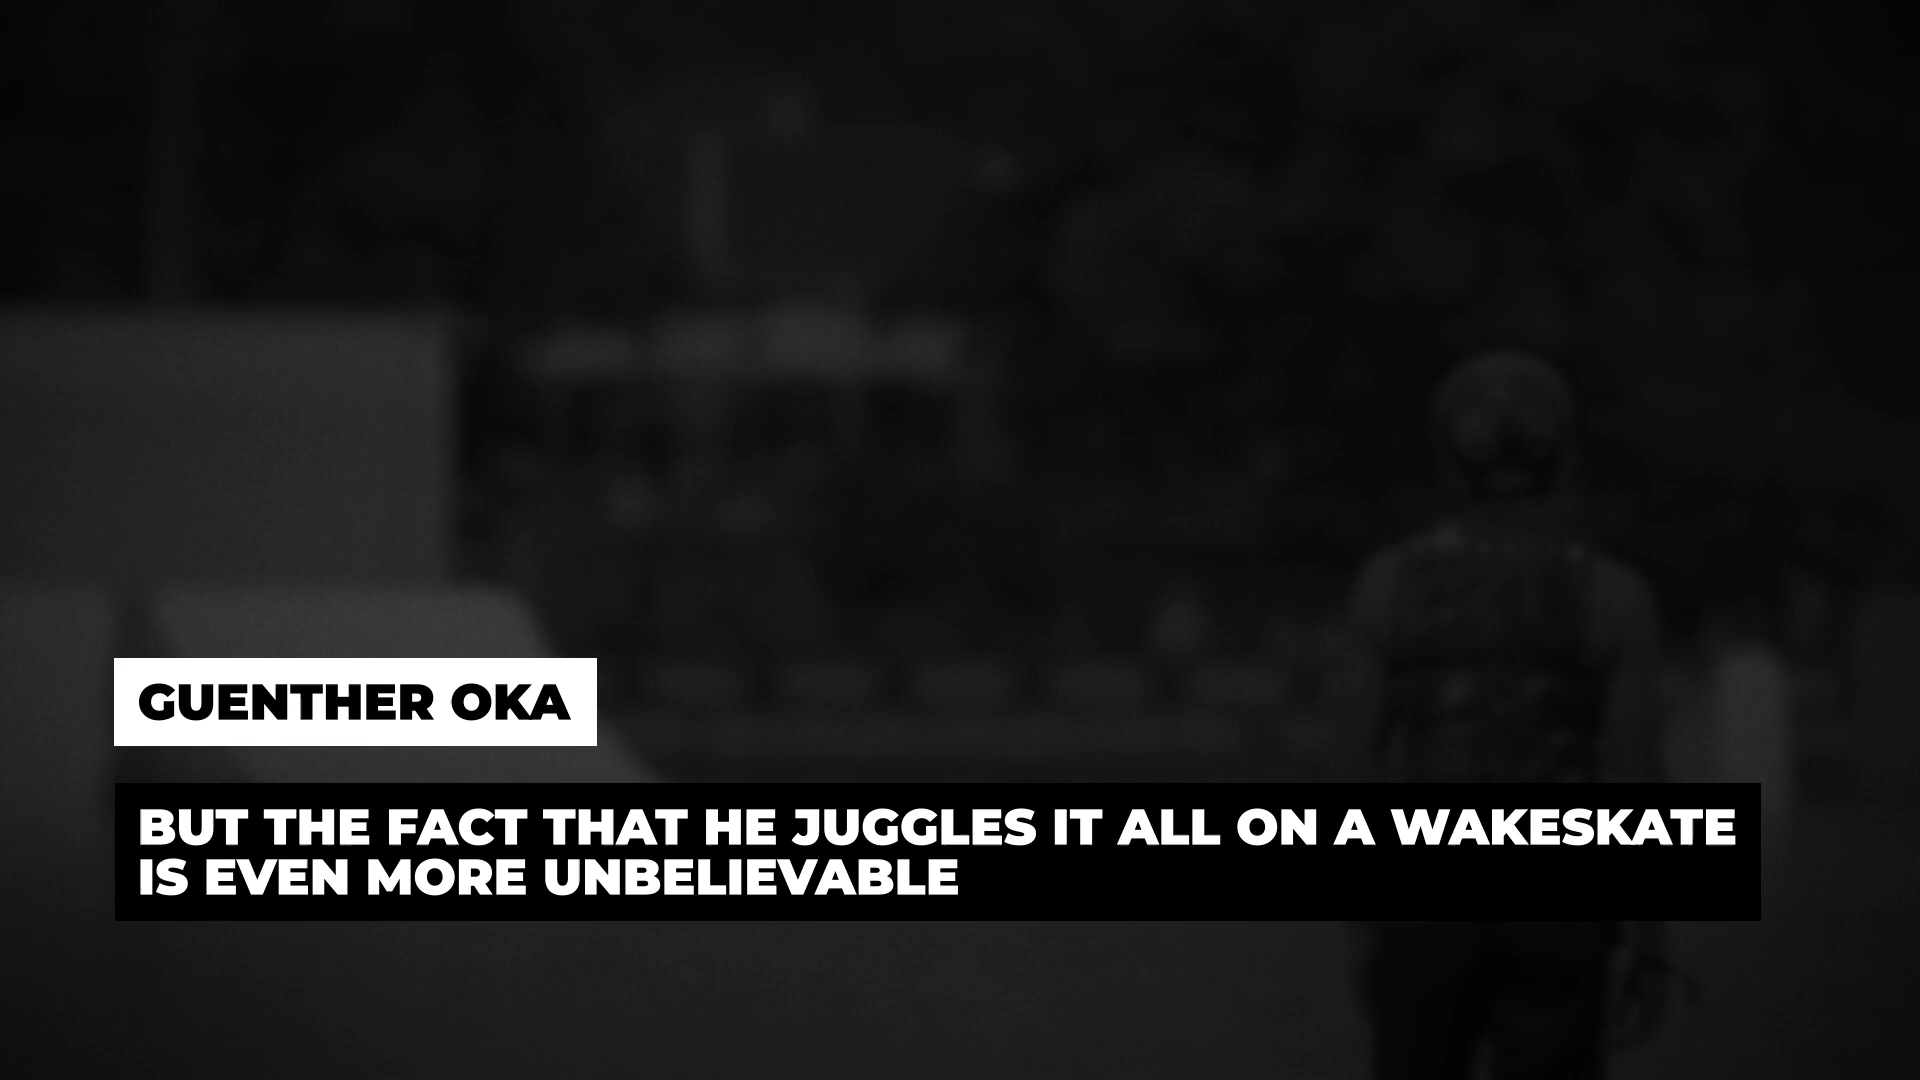 GUENTHER OKA
BUT THE FACT THAT HE JUGGLES IT ALL ON A WAKESKATE
IS EVEN MORE UNBELIEVABLE